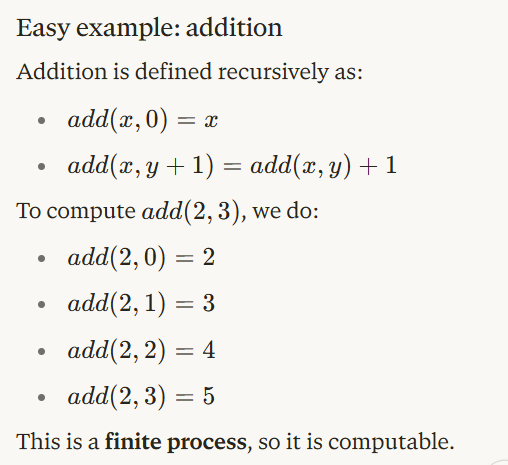 Easy example: addition
Addition is defined recursively as:
• add(x, 0) = x
• add(x, y + 1) = add(x, y) + 1
To compute add(2, 3), we do:
• add(2, 0) = 2
• add(2, 1) = 3
• add(2, 2) = 4
• add(2, 3) = 5
This is a finite process, so it is computable.